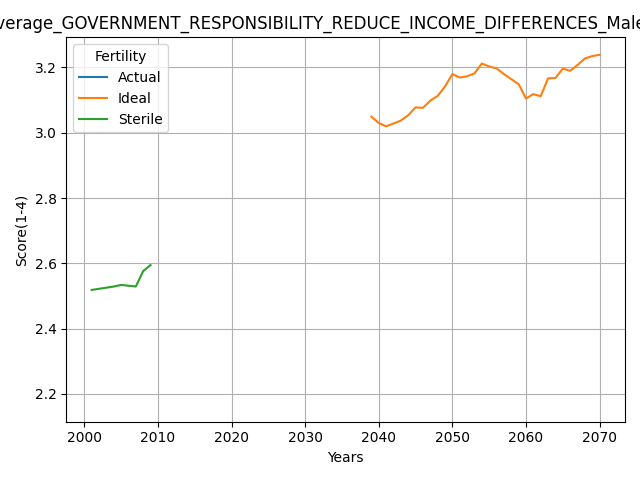 verage_GOVERNMENT_RESPONSIBILITY_REDUCE_INCOME_DIFFERENCES_Male
Fertility
Actual
Ideal
Sterile
Score(1-4)
3.2
3.0
2.8
2.6
2.4
2.2
2000 2010 2020 2030 2040 2050 2060 2070
Years